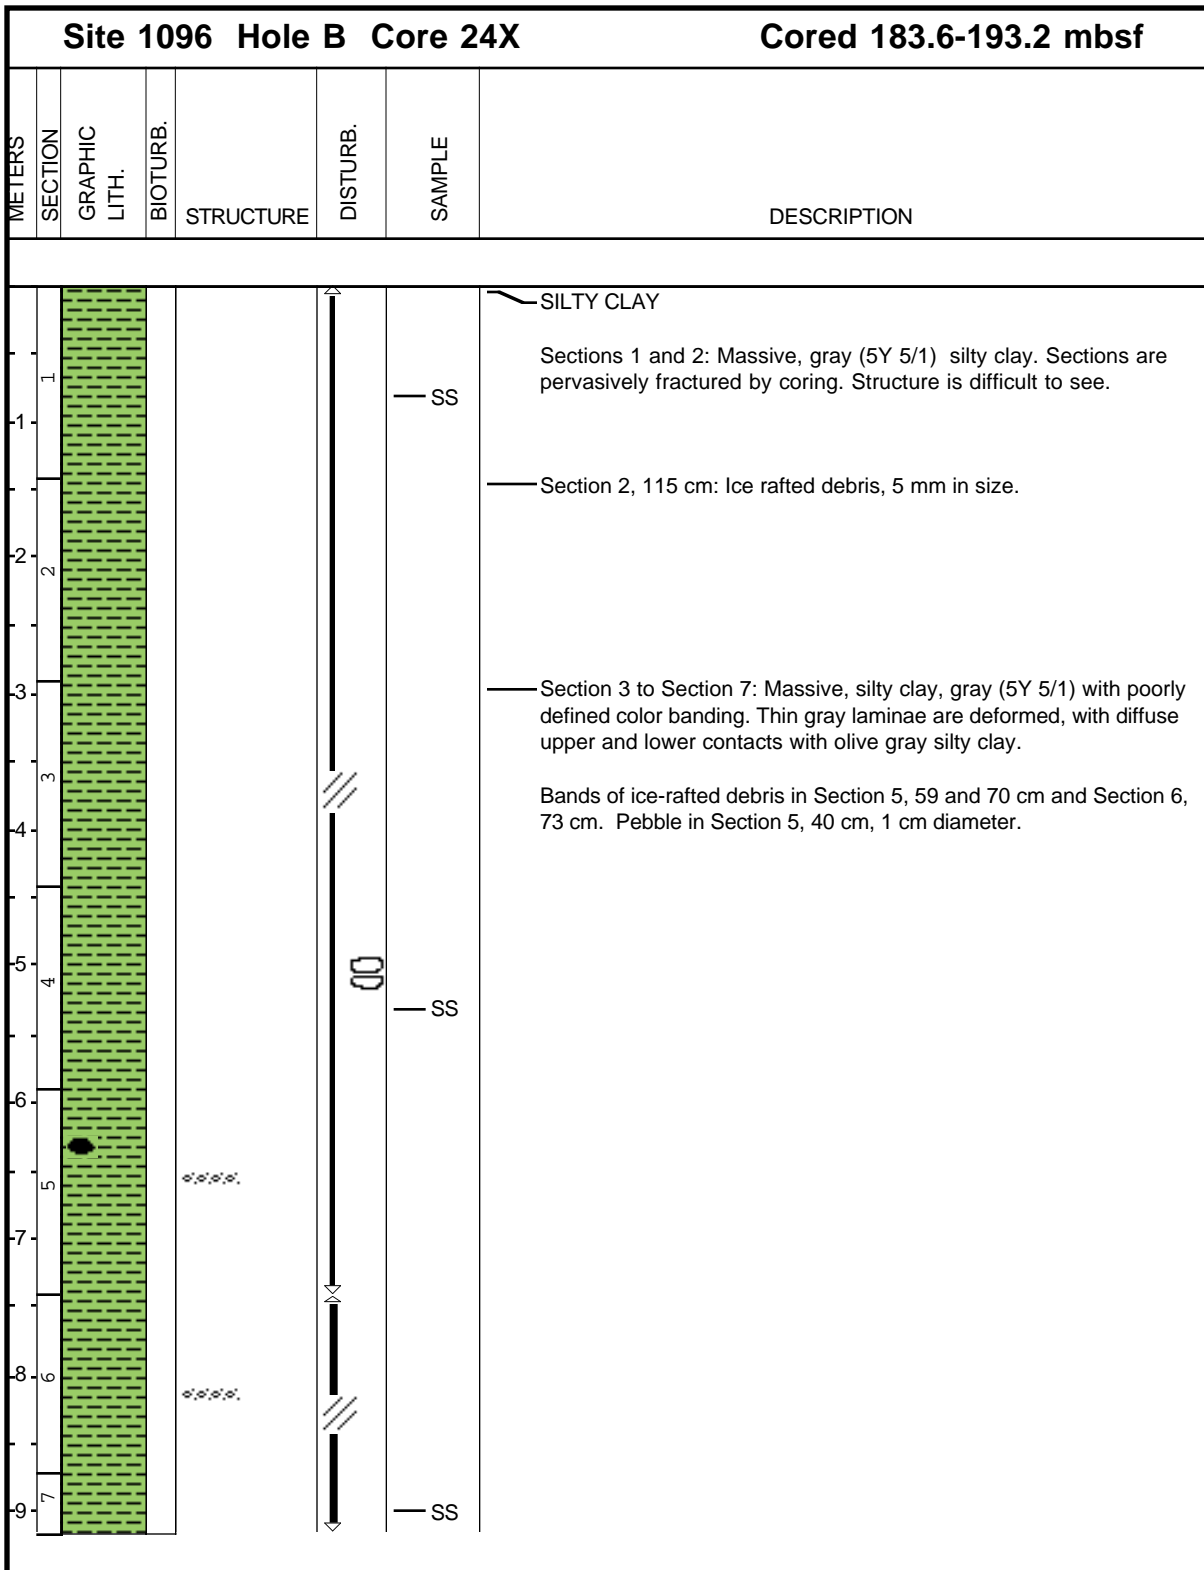 Site 1096 Hole B Core 24X Cored 183.6-193.2 mbsf
METERS
SECTION
GRAPHIC
LITH.
BIOTURB.
STRUCTURE
DISTURB.
SAMPLE
DESCRIPTION
SILTY CLAY
Sections 1 and 2: Massive, gray (5Y 5/1) silty clay. Sections are
pervasively fractured by coring. Structure is difficult to see.
1
SS
1
Section 2, 115 cm: Ice rafted debris, 5 mm in size.
2
2
3
Section 3 to Section 7: Massive, silty clay, gray (5Y 5/1) with poorly
defined color banding. Thin gray laminae are deformed, with diffuse
upper and lower contacts with olive gray silty clay.
3
Bands of ice-rafted debris in Section 5, 59 and 70 cm and Section 6,
73 cm. Pebble in Section 5, 40 cm, 1 cm diameter.
4
5
4
SS
6
5
7
8
6
7
9
SS